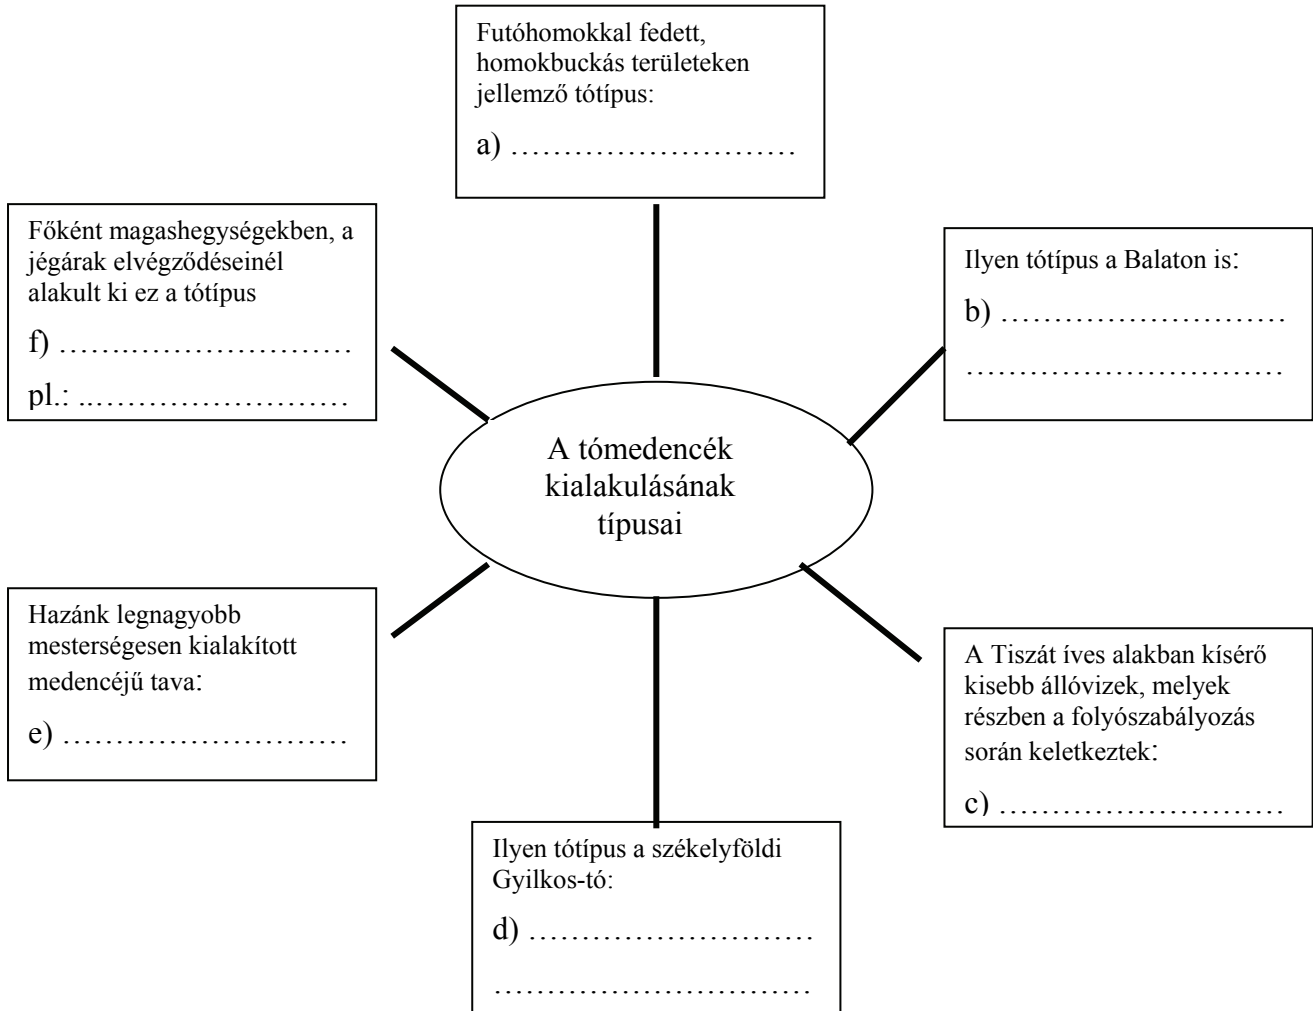 Futóhomokkal fedett,
homokbuckás területeken
jellemző tótípus:
a) ………………………
Főként magashegységekben, a
jégárak elvégződéseinél
alakult ki ez a tótípus
f) …………………………
pl.: ………………………
Ilyen tótípus a Balaton is:
b) ………………………
…………………………
A tómedencék
kialakulásának
típusai
Hazánk legnagyobb
mesterségesen kialakított
medencéjű tava:
e) ………………………
A Tiszát íves alakban kísérő
kisebb állóvizek, melyek
részben a folyószabályozás
során keletkeztek:
c) ………………………
Ilyen tótípus a székelyföldi
Gyilkos-tó:
d) ………………………
…………………………